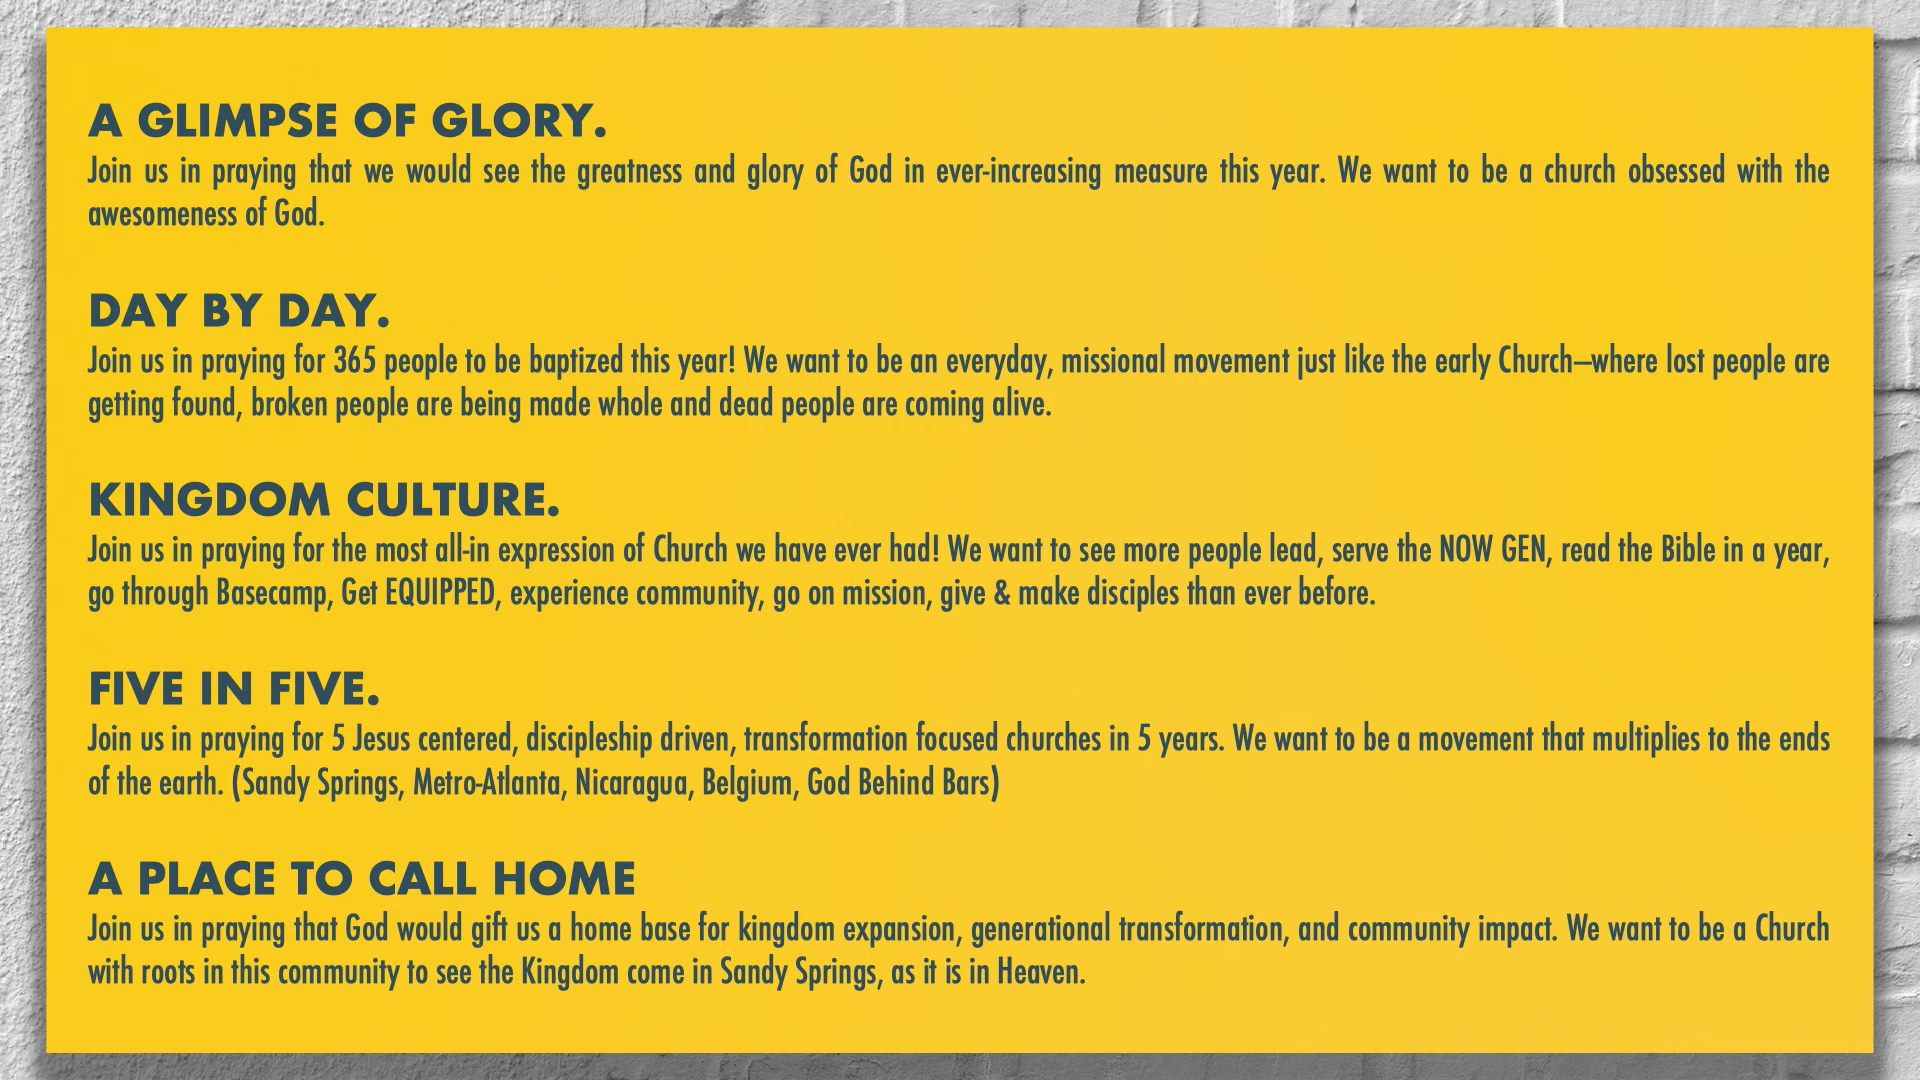 A GLIMPSE OF GLORY.
Join us in praying that we would see the greatness and glory of God in ever-increasing measure this year. We want to be a church obsessed with the
awesomeness of God.
DAY BY DAY.
Join us in praying for 365 people to be baptized this year! We want to be an everyday, missional movement just like the early Church—where lost people are
getting found, broken people are being made whole and dead people are coming alive.
KINGDOM CULTURE.
Join us in praying for the most all-in expression of Church we have ever had! We want to see more people lead, serve the NOW GEN, read the Bible in a year,
go through Basecamp, Get EQUIPPED, experience community, go on mission, give & make disciples than ever before.
FIVE IN FIVE.
Join us in praying for 5 Jesus centered, discipleship driven, transformation focused churches in 5 years. We want to be a movement that multiplies to the ends
of the earth. (Sandy Springs, Metro-Atlanta, Nicaragua, Belgium, God Behind Bars)
A PLACE TO CALL HOME
Join us in praying that God would gift us a home base for kingdom expansion, generational transformation, and community impact. We want to be a Church
with roots in this community to see the Kingdom come in Sandy Springs, as it is in Heaven.